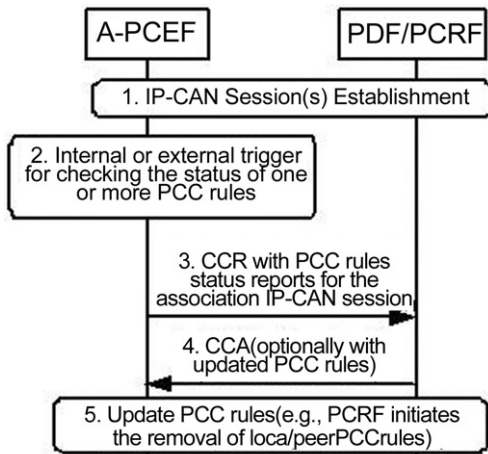 A-PCEF
PDF/PCRF
1. IP-CAN Session(s) Establishment
2. Internal or external trigger
for checking the status of one
or more PCC rules
3. CCR with PCC rules
status reports for the
association IP-CAN session
4. CCA(optionally with
updated PCC rules)
5. Update PCC rules(e.g., PCRF initiates
the removal of loca/peerPCCrules)